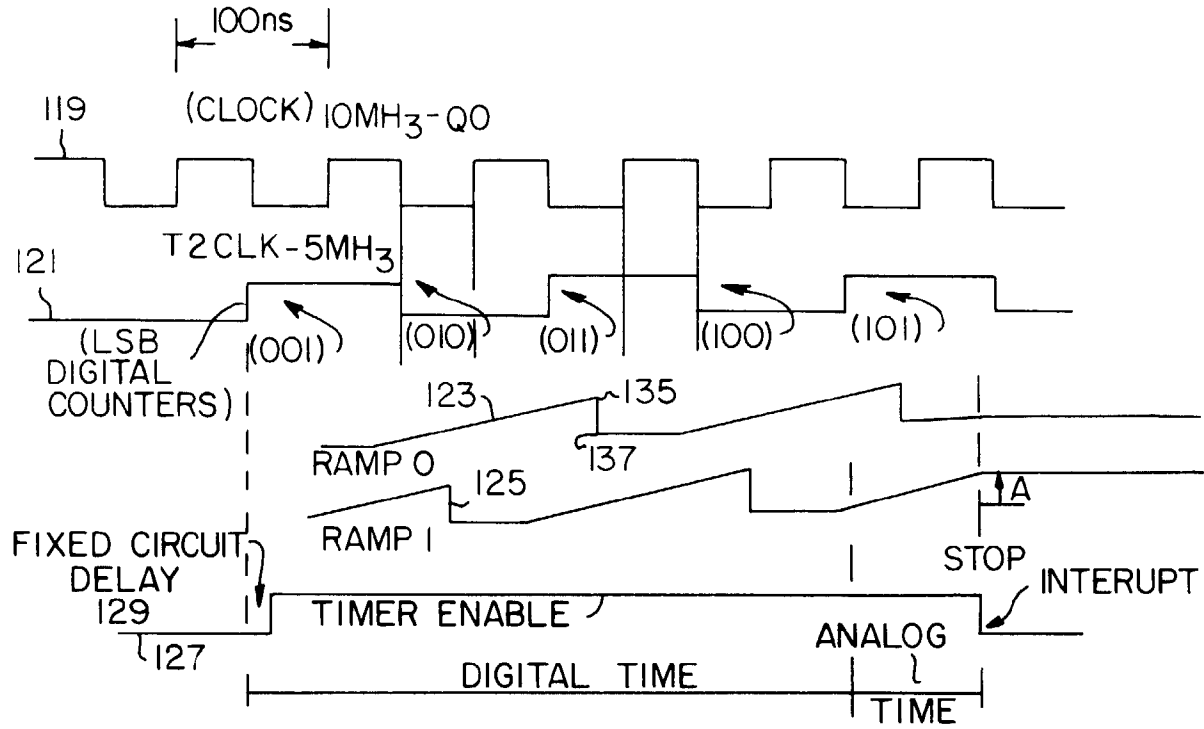 100ns
119
(CLOCK) 10MH3-Q0
T2CLK-5MH3
121
(LSB
DIGITAL
COUNTERS)
(001)
(010)
(011)
(100)
(101)
123
135
RAMP 0
137
125
RAMP 1
A
FIXED CIRCUIT
DELAY
STOP
INTERUPT
129
127
TIMER ENABLE
ANALOG
DIGITAL TIME
TIME